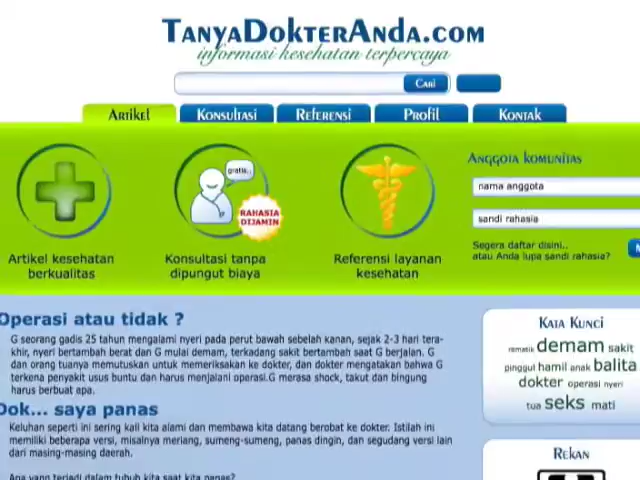 TanyaDokterAnda.com
informasi kesehatan terpercaya
Cari
Artikel Konsultasi Referensi Profil Kontak
gratis..
RAHASIA
DIJAMIN
Artikel kesehatan
berkualitas
Konsultasi tanpa
dipungut biaya
Referensi layanan
kesehatan
Anggota komunitas
nama anggota
sandi rahasia
Segera daftar disini..
atau Anda lupa sandi rahasia?
Operasi atau tidak ?
G seorang gadis 25 tahun mengalami nyeri pada perut bawah sebelah kanan, sejak 2-3 hari tera-
khir, nyeri bertambah berat dan G mulai demam, terkadang sakit bertambah saat G berjalan. G
dan orang tuanya memutuskan untuk memeriksakan ke dokter, dan dokter mengatakan bahwa G
terkena penyakit usus buntu dan harus menjalani operasi.G merasa shock, takut dan bingung
harus berbuat apa.
Dok... saya panas
Keluhan seperti ini sering kali kita alami dan membawa kita datang berobat ke dokter. Istilah ini
memiliki beberapa versi, misalnya meriang, sumeng-sumeng, panas dingin, dan segudang versi lain
dari masing-masing daerah.
Apa yang terjadi dalam tubuh kita saat kita panas?
Kata Kunci
rematik demam sakit
pinggul hamil anak balita
dokter operasi nyeri
tua seks mati
Rekan